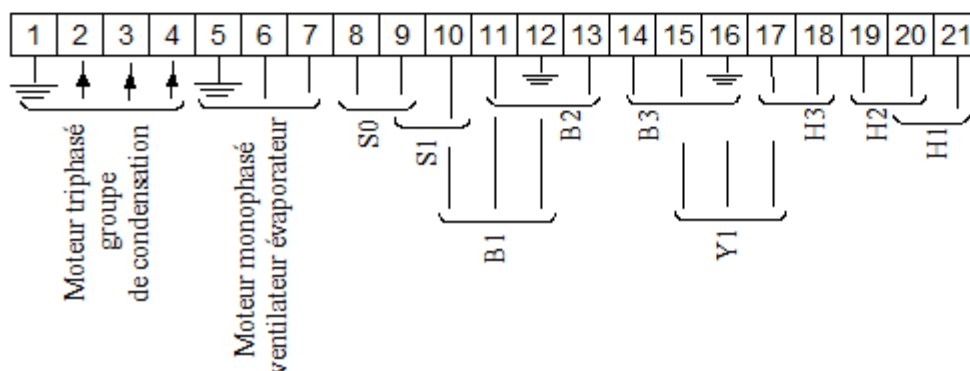 1 2 3 4 5 6 7 8 9 10 11 12 13 14 15 16 17 18 19 20 21
Moteur triphasé
groupe
de condensation
Moteur monophasé
ventilateur évaporateur
S0
S1
B1
B2
B3
Y1
H3
H2
H1